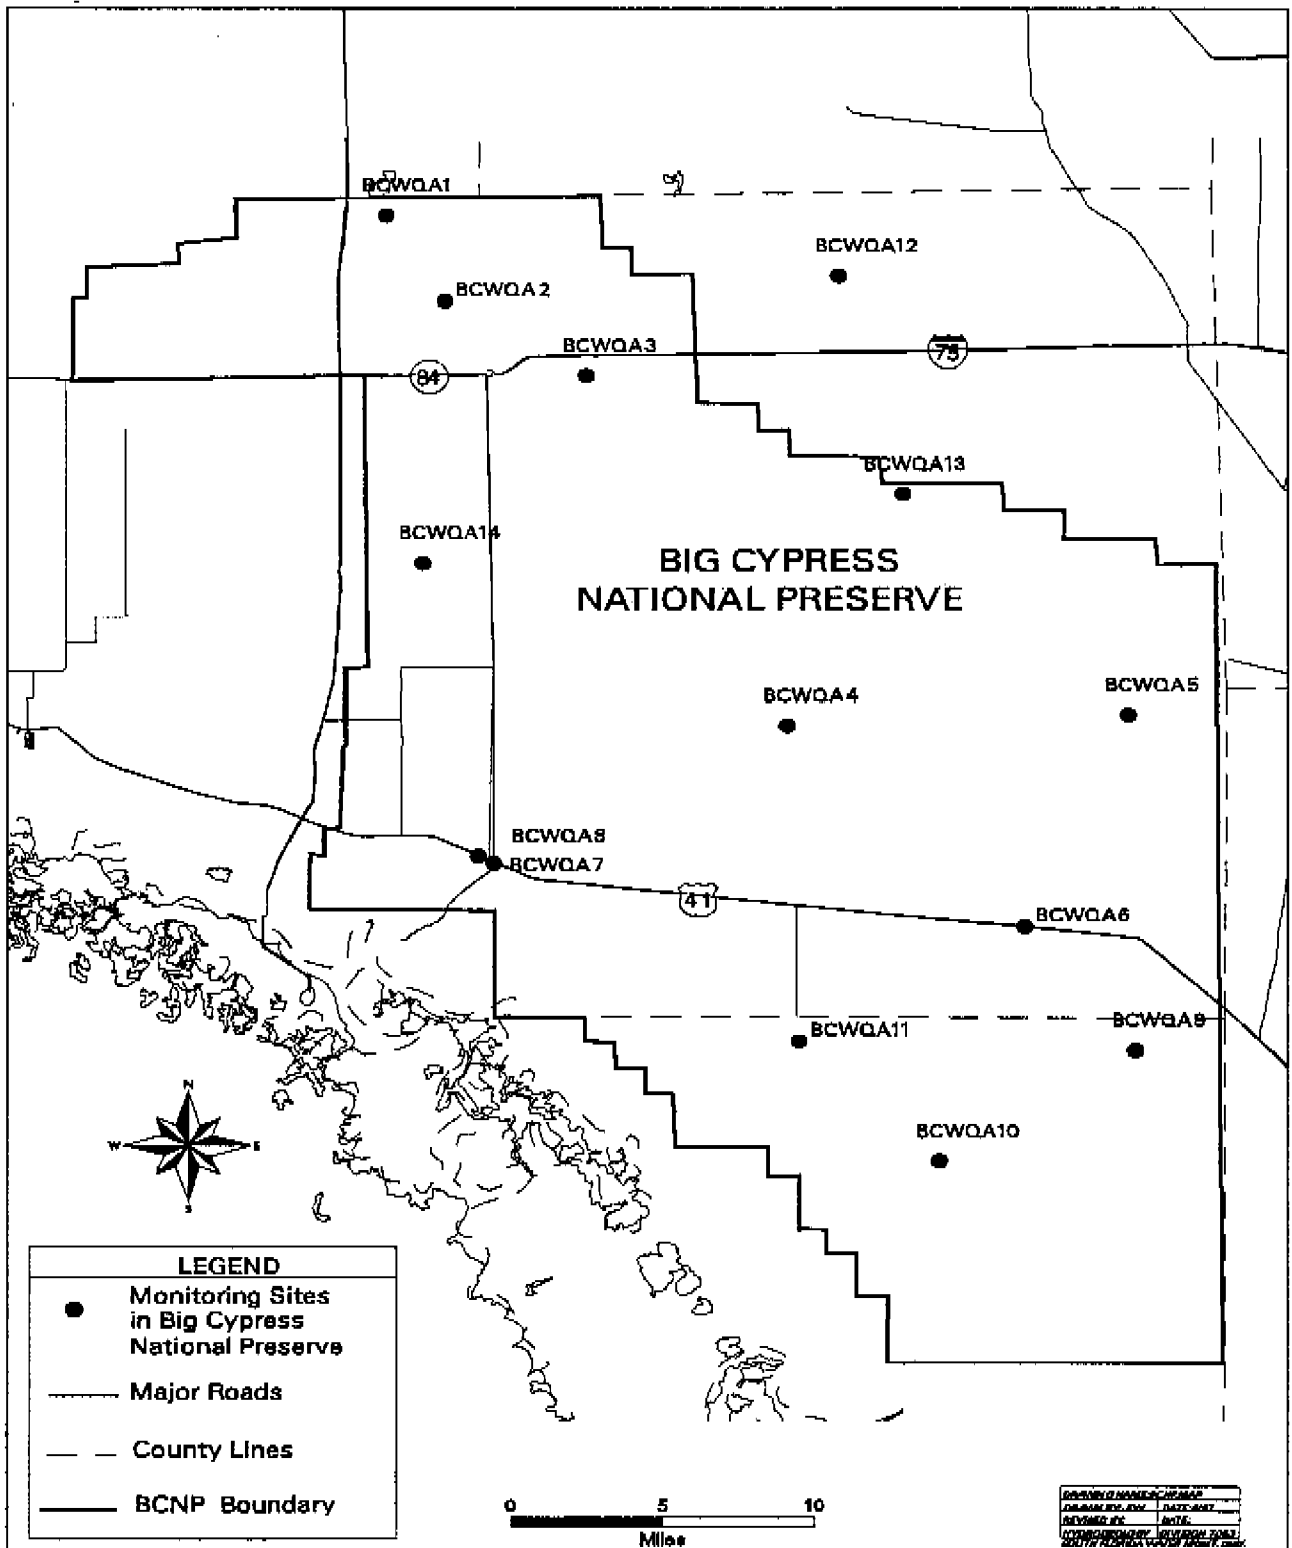 BCWQA1
BCWQA12
BCWQA2
BCWQA3
75
84
BCWQA13
BCWQA14
BIG CYPRESS
NATIONAL PRESERVE
BCWQA5
BCWQA4
BCWQA8
BCWQA7
41
BCWQA6
BCWQA9
BCWQA11
N
BCWQA10
W
E
S
LEGEND
Monitoring Sites
in Big Cypress
National Preserve
Major Roads
County Lines
BCNP Boundary
0 5 10
Miles
DATE: